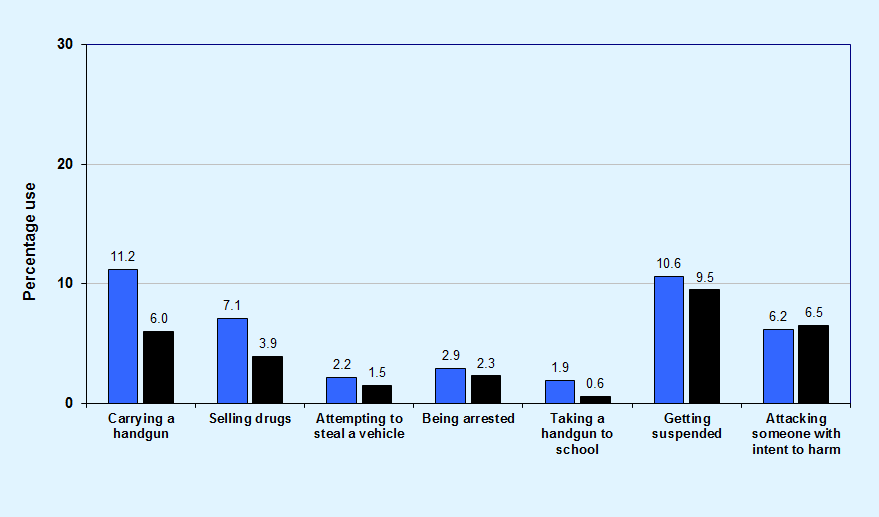 30
20
10
0
Percentage use
11.2
6.0
7.1
3.9
2.2
1.5
2.9
2.3
1.9
0.6
10.6
9.5
6.2
6.5
Carrying a
handgun
Selling drugs
Attempting to
steal a vehicle
Being arrested
Taking a
handgun to
school
Getting
suspended
Attacking
someone with
intent to harm